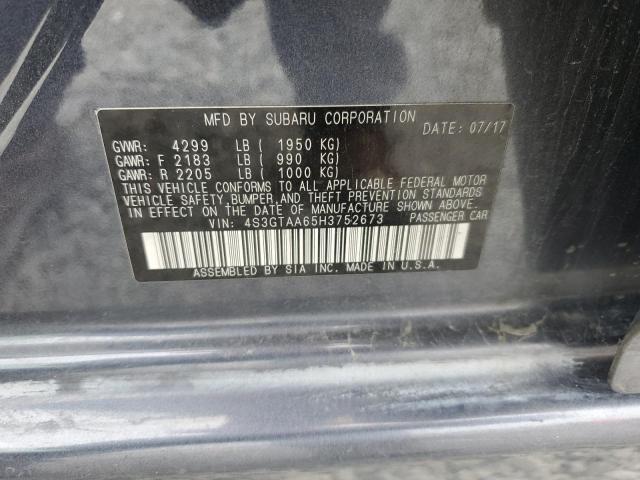 MFD BY SUBARU CORPORATION
DATE: 07/17
GVWR: 4299 LB ( 1950 KG)
GAWR: F 2183 LB ( 990 KG)
GAWR: R 2205 LB ( 1000 KG)
THIS VEHICLE CONFORMS TO ALL APPLICABLE FEDERAL MOTOR
VEHICLE SAFETY, BUMPER, AND THEFT PREVENTION STANDARDS
IN EFFECT ON DATE OF MANUFACTURE SHOWN ABOVE.
VIN: 4S3GTAA65H3752673 PASSENGER CAR
ASSEMBLED BY SIA INC. MADE IN U.S.A.